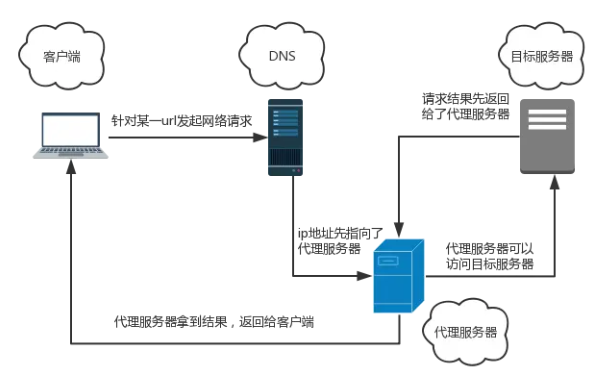 客户端
DNS
目标服务器
针对某一url发起网络请求
请求结果先返回
给了代理服务器
ip地址先指向了
代理服务器
代理服务器可以
访问目标服务器
代理服务器拿到结果，返回给客户端
代理服务器